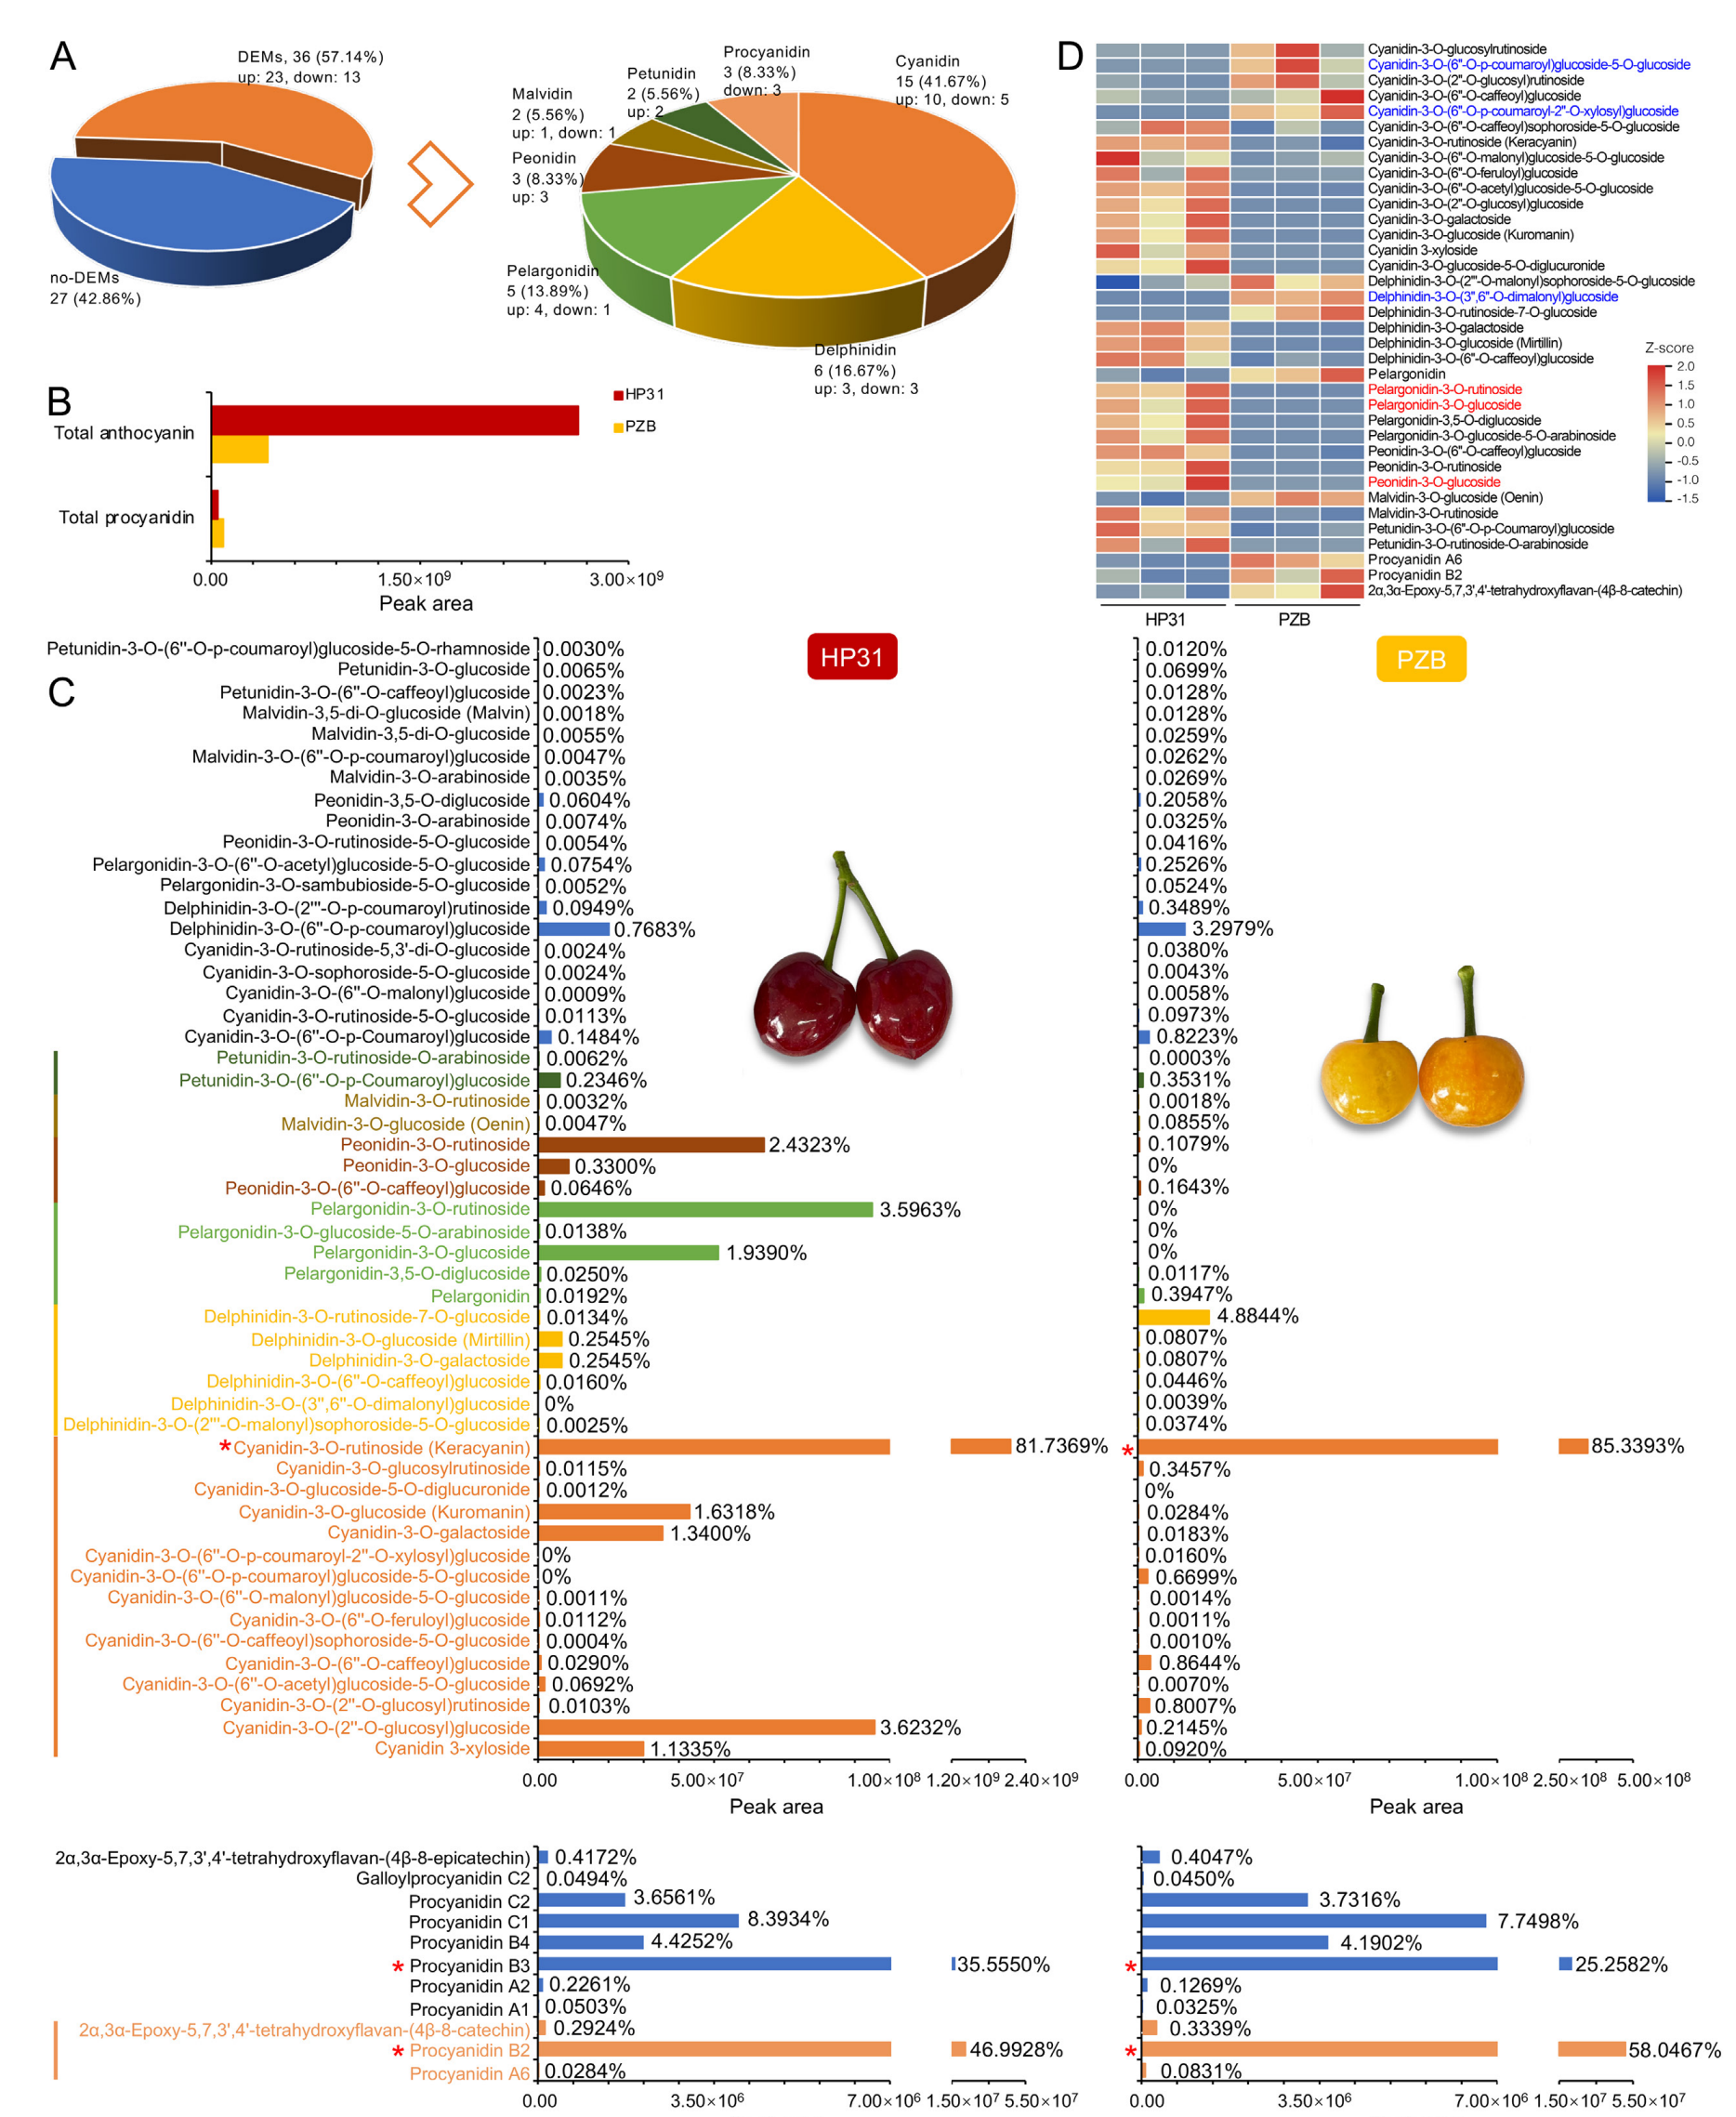 A
DEMs, 36 (57.14%)
up: 23, down: 13
no-DEMs
27 (42.86%)
Procyanidin
3 (8.33%)
down: 3
Cyanidin
15 (41.67%)
up: 10, down: 5
Petunidin
2 (5.56%)
up: 2
Malvidin
2 (5.56%)
up: 1, down: 1
Peonidin
3 (8.33%)
up: 3
Pelargonidin
5 (13.89%)
up: 4, down: 1
Delphinidin
6 (16.67%)
up: 3, down: 3
B
HP31
PZB
Total anthocyanin
Total procyanidin
0.00 1.50×10⁹ 3.00×10⁹
Peak area
D
Cyanidin-3-O-glucosylrutinoside
Cyanidin-3-O-(6"-O-p-coumaroyl)glucoside-5-O-glucoside
Cyanidin-3-O-(2"-O-glucosyl)rutinoside
Cyanidin-3-O-(6"-O-caffeoyl)glucoside
Cyanidin-3-O-(6"-O-p-coumaroyl-2"-O-xylosyl)glucoside
Cyanidin-3-O-(6"-O-caffeoyl)sophoroside-5-O-glucoside
Cyanidin-3-O-rutinoside (Keracyanin)
Cyanidin-3-O-(6"-O-malonyl)glucoside-5-O-glucoside
Cyanidin-3-O-(6"-O-feruloyl)glucoside
Cyanidin-3-O-(6"-O-acetyl)glucoside-5-O-glucoside
Cyanidin-3-O-(2"-O-glucosyl)glucoside
Cyanidin-3-O-galactoside
Cyanidin-3-O-glucoside (Kuromanin)
Cyanidin 3-xyloside
Cyanidin-3-O-glucoside-5-O-diglucuronide
Delphinidin-3-O-(2'"-O-malonyl)sophoroside-5-O-glucoside
Delphinidin-3-O-(3",6"-O-dimalonyl)glucoside
Delphinidin-3-O-rutinoside-7-O-glucoside
Delphinidin-3-O-galactoside
Delphinidin-3-O-glucoside (Mirtillin)
Delphinidin-3-O-(6"-O-caffeoyl)glucoside
Pelargonidin
Pelargonidin-3-O-rutinoside
Pelargonidin-3-O-glucoside
Pelargonidin-3,5-O-diglucoside
Pelargonidin-3-O-glucoside-5-O-arabinoside
Peonidin-3-O-(6"-O-caffeoyl)glucoside
Peonidin-3-O-rutinoside
Peonidin-3-O-glucoside
Malvidin-3-O-glucoside (Oenin)
Malvidin-3-O-rutinoside
Petunidin-3-O-(6"-O-p-Coumaroyl)glucoside
Petunidin-3-O-rutinoside-O-arabinoside
Procyanidin A6
Procyanidin B2
2α,3α-Epoxy-5,7,3',4'-tetrahydroxyflavan-(4β-8-catechin)
HP31 PZB
Z-score
2.0
1.5
1.0
0.5
0.0
-0.5
-1.0
-1.5
C
HP31
PZB
Petunidin-3-O-(6"-O-p-coumaroyl)glucoside-5-O-rhamnoside 0.0030% 0.0120%
Petunidin-3-O-glucoside 0.0065% 0.0699%
Petunidin-3-O-(6"-O-caffeoyl)glucoside 0.0023% 0.0128%
Malvidin-3,5-di-O-glucoside (Malvin) 0.0018% 0.0128%
Malvidin-3,5-di-O-glucoside 0.0055% 0.0259%
Malvidin-3-O-(6"-O-p-coumaroyl)glucoside 0.0047% 0.0262%
Malvidin-3-O-arabinoside 0.0035% 0.0269%
Peonidin-3,5-O-diglucoside 0.0604% 0.2058%
Peonidin-3-O-arabinoside 0.0074% 0.0325%
Peonidin-3-O-rutinoside-5-O-glucoside 0.0054% 0.0416%
Pelargonidin-3-O-(6"-O-acetyl)glucoside-5-O-glucoside 0.0754% 0.2526%
Pelargonidin-3-O-sambubioside-5-O-glucoside 0.0052% 0.0524%
Delphinidin-3-O-(2'"-O-p-coumaroyl)rutinoside 0.0949% 0.3489%
Delphinidin-3-O-(6"-O-p-coumaroyl)glucoside 0.7683% 3.2979%
Cyanidin-3-O-rutinoside-5,3'-di-O-glucoside 0.0024% 0.0380%
Cyanidin-3-O-sophoroside-5-O-glucoside 0.0024% 0.0043%
Cyanidin-3-O-(6"-O-malonyl)glucoside 0.0009% 0.0058%
Cyanidin-3-O-rutinoside-5-O-glucoside 0.0113% 0.0973%
Cyanidin-3-O-(6"-O-p-Coumaroyl)glucoside 0.1484% 0.8223%
Petunidin-3-O-rutinoside-O-arabinoside 0.0062% 0.0003%
Petunidin-3-O-(6"-O-p-Coumaroyl)glucoside 0.2346% 0.3531%
Malvidin-3-O-rutinoside 0.0032% 0.0018%
Malvidin-3-O-glucoside (Oenin) 0.0047% 0.0855%
Peonidin-3-O-rutinoside 2.4323% 0.1079%
Peonidin-3-O-glucoside 0.3300% 0%
Peonidin-3-O-(6"-O-caffeoyl)glucoside 0.0646% 0.1643%
Pelargonidin-3-O-rutinoside 3.5963% 0%
Pelargonidin-3-O-glucoside-5-O-arabinoside 0.0138% 0%
Pelargonidin-3-O-glucoside 1.9390% 0%
Pelargonidin-3,5-O-diglucoside 0.0250% 0.0117%
Pelargonidin 0.0192% 0.3947%
Delphinidin-3-O-rutinoside-7-O-glucoside 0.0134% 4.8844%
Delphinidin-3-O-glucoside (Mirtillin) 0.2545% 0.0807%
Delphinidin-3-O-galactoside 0.2545% 0.0807%
Delphinidin-3-O-(6"-O-caffeoyl)glucoside 0.0160% 0.0446%
Delphinidin-3-O-(3",6"-O-dimalonyl)glucoside 0% 0.0039%
Delphinidin-3-O-(2'"-O-malonyl)sophoroside-5-O-glucoside 0.0025% 0.0374%
*Cyanidin-3-O-rutinoside (Keracyanin) 81.7369% * 85.3393%
Cyanidin-3-O-glucosylrutinoside 0.0115% 0.3457%
Cyanidin-3-O-glucoside-5-O-diglucuronide 0.0012% 0%
Cyanidin-3-O-glucoside (Kuromanin) 1.6318% 0.0284%
Cyanidin-3-O-galactoside 1.3400% 0.0183%
Cyanidin-3-O-(6"-O-p-coumaroyl-2"-O-xylosyl)glucoside 0% 0.0160%
Cyanidin-3-O-(6"-O-p-coumaroyl)glucoside-5-O-glucoside 0% 0.6699%
Cyanidin-3-O-(6"-O-malonyl)glucoside-5-O-glucoside 0.0011% 0.0014%
Cyanidin-3-O-(6"-O-feruloyl)glucoside 0.0112% 0.0011%
Cyanidin-3-O-(6"-O-caffeoyl)sophoroside-5-O-glucoside 0.0004% 0.0010%
Cyanidin-3-O-(6"-O-caffeoyl)glucoside 0.0290% 0.8644%
Cyanidin-3-O-(6"-O-acetyl)glucoside-5-O-glucoside 0.0692% 0.0070%
Cyanidin-3-O-(2"-O-glucosyl)rutinoside 0.0103% 0.8007%
Cyanidin-3-O-(2"-O-glucosyl)glucoside 3.6232% 0.2145%
Cyanidin 3-xyloside 1.1335% 0.0920%
0.00 5.00×10⁷ 1.00×10⁸ 1.20×10⁹ 2.40×10⁹ 0.00 5.00×10⁷ 1.00×10⁸ 2.50×10⁸ 5.00×10⁸
Peak area Peak area
2α,3α-Epoxy-5,7,3',4'-tetrahydroxyflavan-(4β-8-epicatechin) 0.4172% 0.4047%
Galloylprocyanidin C2 0.0494% 0.0450%
Procyanidin C2 3.6561% 3.7316%
Procyanidin C1 8.3934% 7.7498%
Procyanidin B4 4.4252% 4.1902%
* Procyanidin B3 35.5550% * 25.2582%
Procyanidin A2 0.2261% 0.1269%
Procyanidin A1 0.0503% 0.0325%
2α,3α-Epoxy-5,7,3',4'-tetrahydroxyflavan-(4β-8-catechin) 0.2924% 0.3339%
* Procyanidin B2 46.9928% * 58.0467%
Procyanidin A6 0.0284% 0.0831%
0.00 3.50×10⁶ 7.00×10⁶ 1.50×10⁷ 5.50×10⁷ 0.00 3.50×10⁶ 7.00×10⁶ 1.50×10⁷ 5.50×10⁷